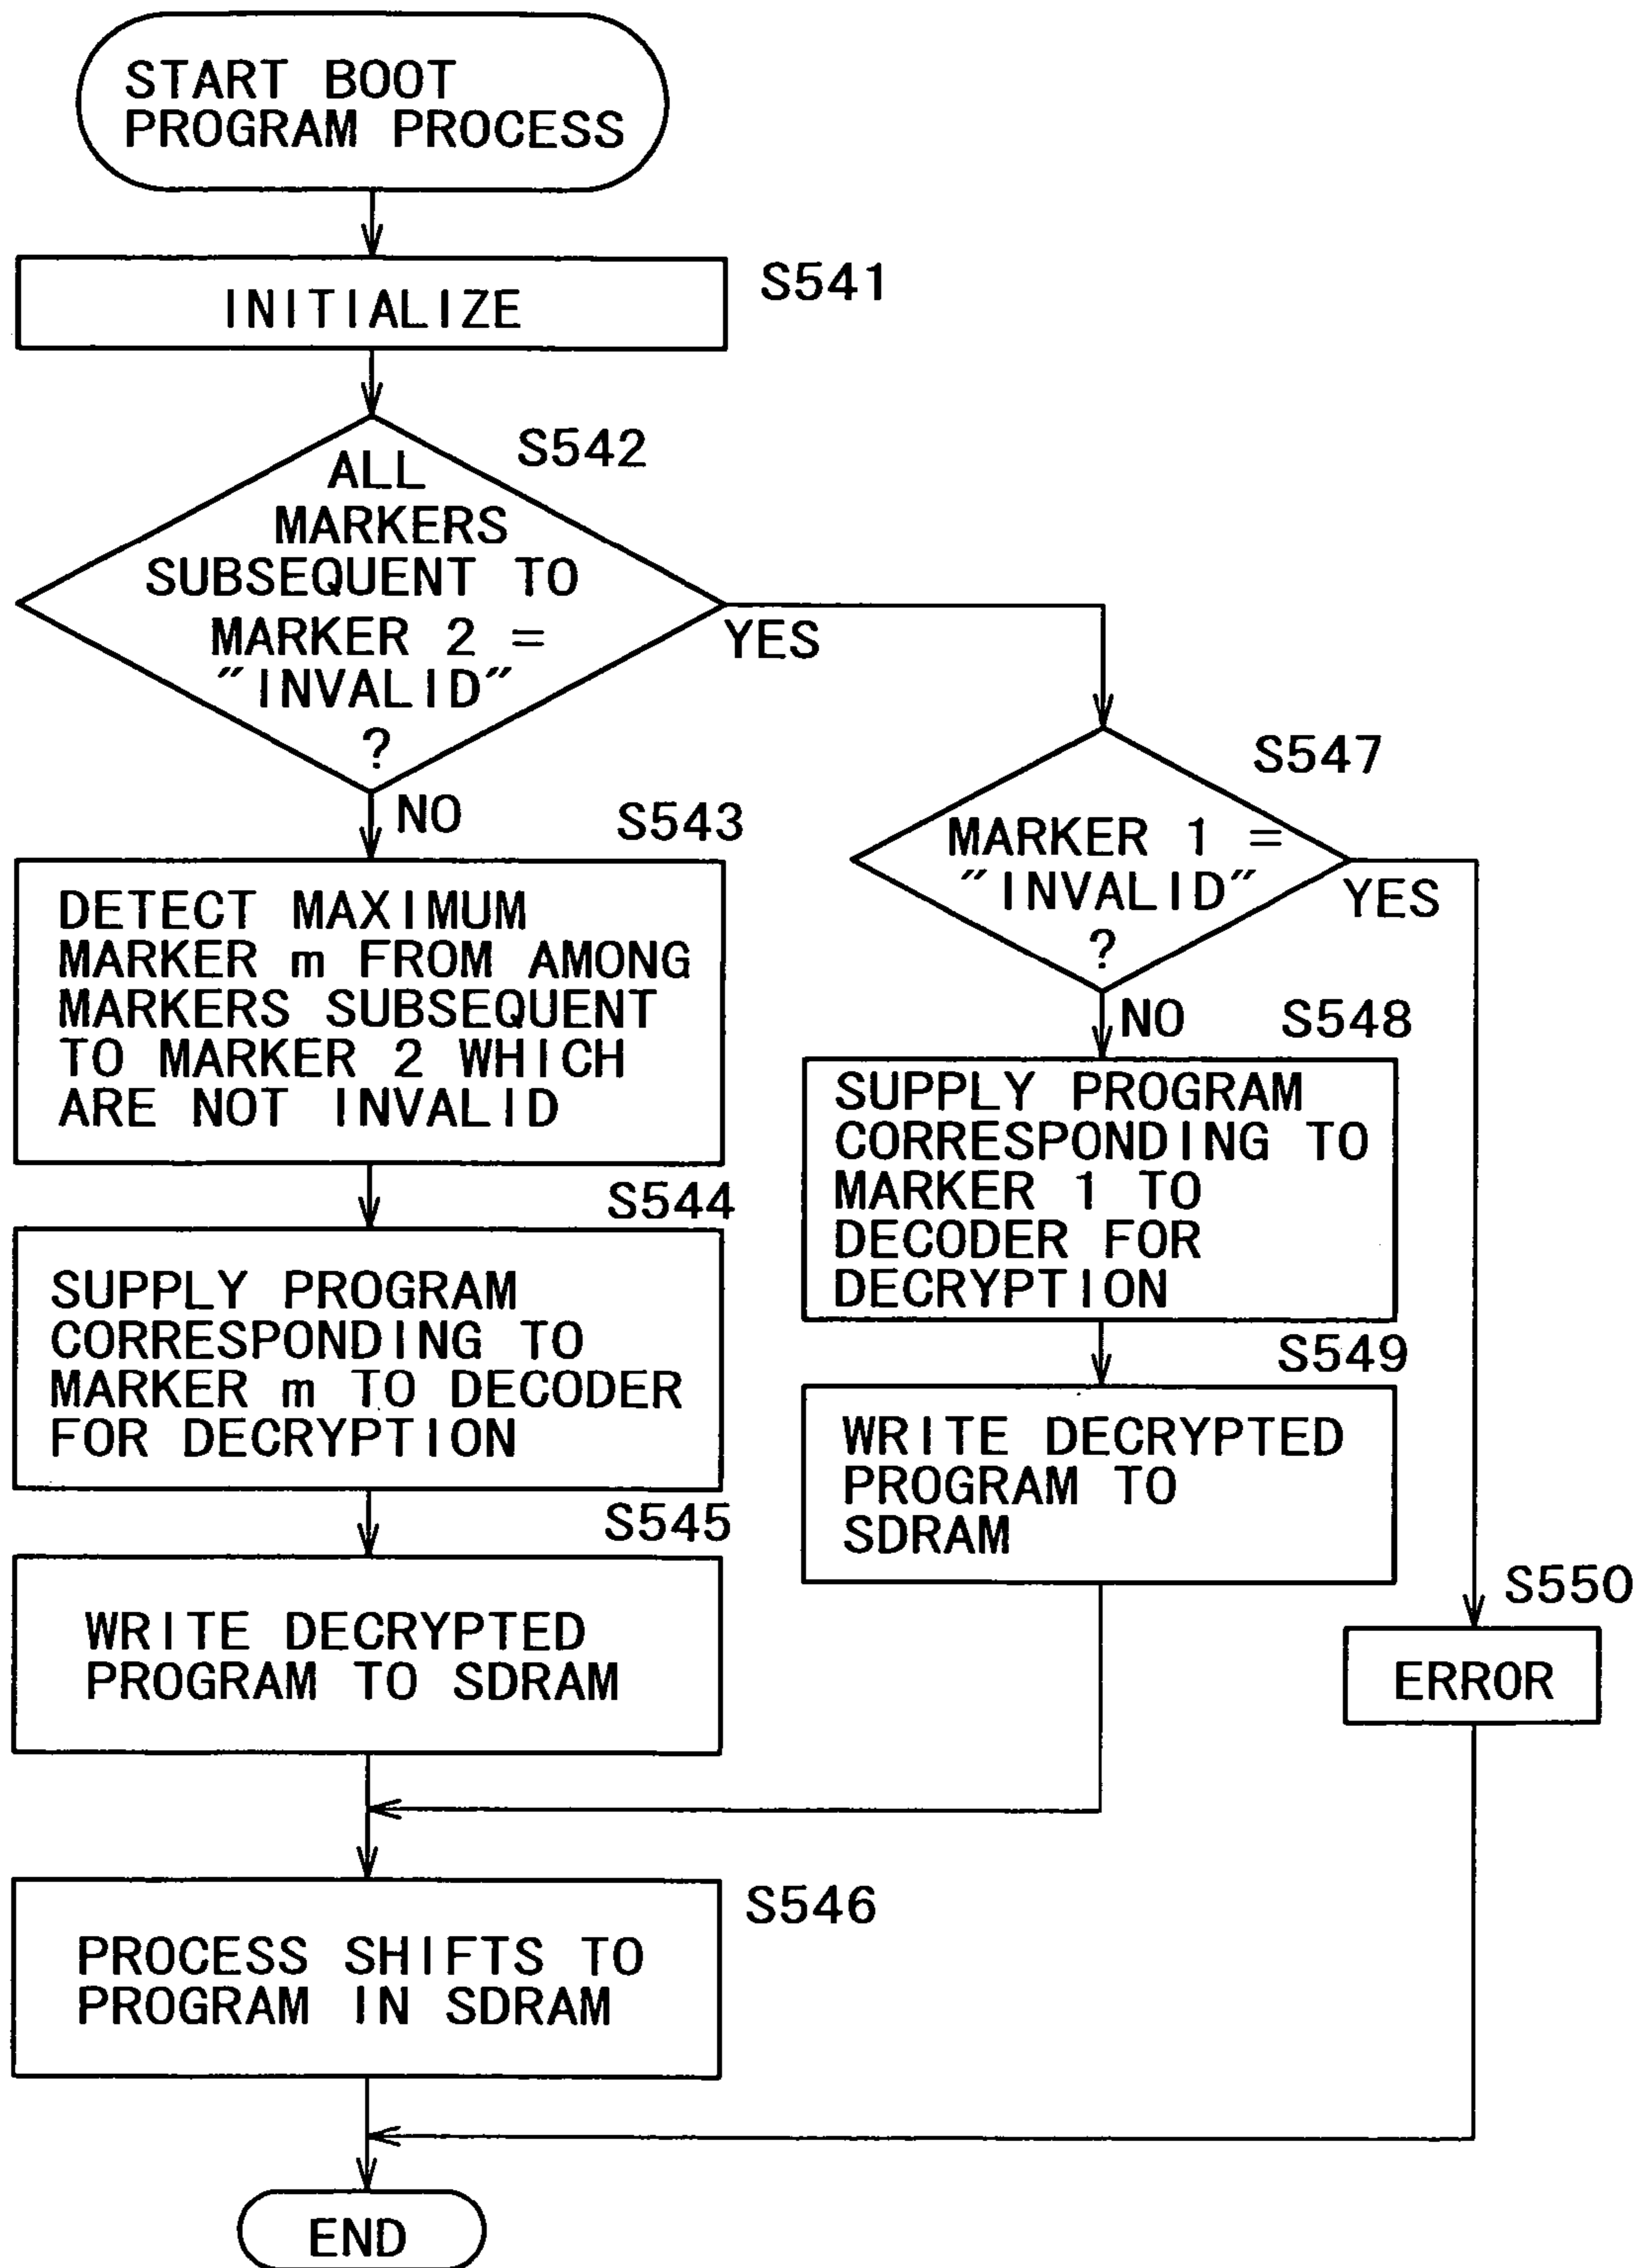 START BOOT
PROGRAM PROCESS
INITIALIZE
S541
ALL
MARKERS
SUBSEQUENT TO
MARKER 2 =
"INVALID"
?
S542
YES
NO
S543
DETECT MAXIMUM
MARKER m FROM AMONG
MARKERS SUBSEQUENT
TO MARKER 2 WHICH
ARE NOT INVALID
S544
SUPPLY PROGRAM
CORRESPONDING TO
MARKER m TO DECODER
FOR DECRYPTION
S545
WRITE DECRYPTED
PROGRAM TO SDRAM
S547
MARKER 1 =
"INVALID"
?
YES
NO
S548
SUPPLY PROGRAM
CORRESPONDING TO
MARKER 1 TO
DECODER FOR
DECRYPTION
S549
WRITE DECRYPTED
PROGRAM TO
SDRAM
S550
ERROR
S546
PROCESS SHIFTS TO
PROGRAM IN SDRAM
END